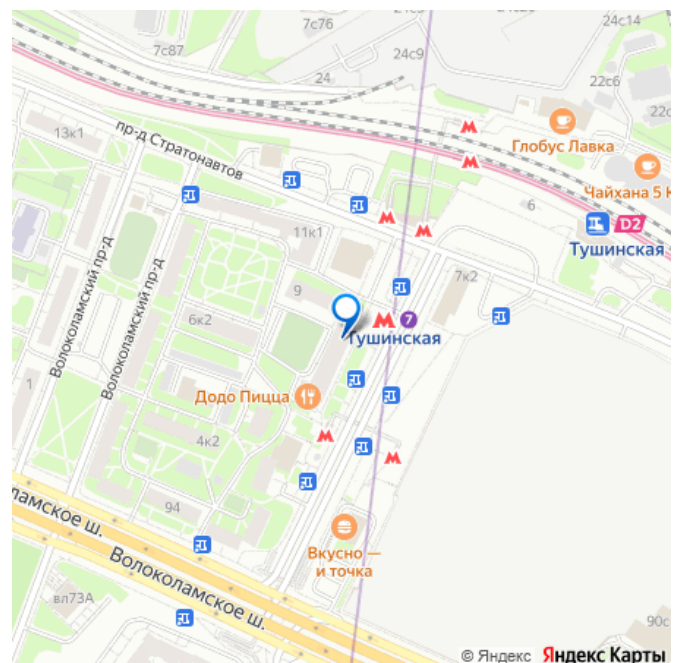 7с76
24с14
7с87
24с9
24
22с6
13к1
пр-д Стратонавтов
Глобус Лавка
Чайхана 5 К
6
D2
Тушинская
11к1
7к2
9
Волоколамский пр-д
Волоколамский пр-д
6к2
7
Тушинская
1
Додо Пицца
4к2
94
ламское ш.
Волоколамское ш.
Вкусно —
и точка
вл73А
90с
© Яндекс Яндекс Карты